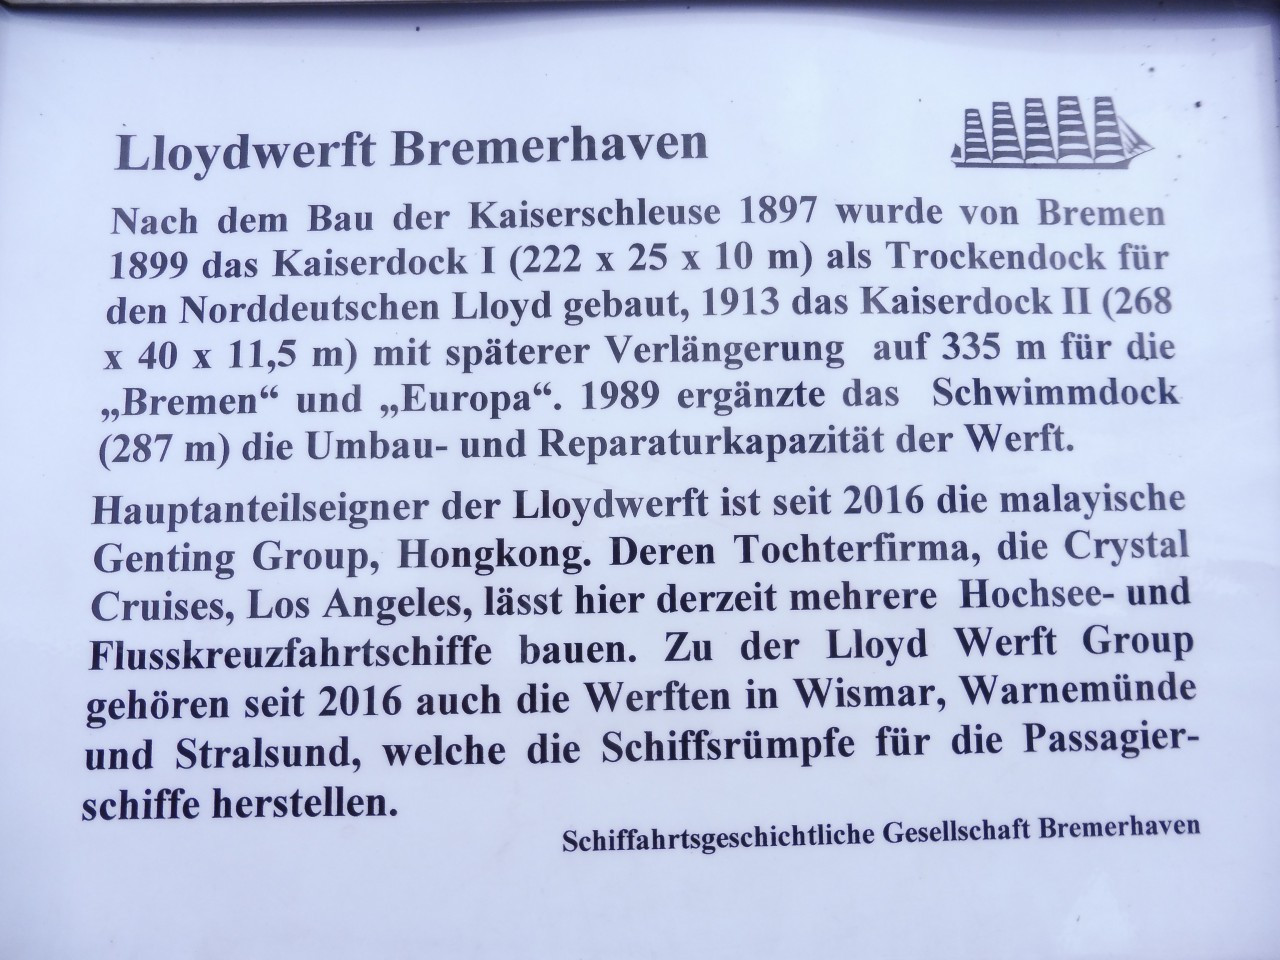 Lloydwerft Bremerhaven
Nach dem Bau der Kaiserschleuse 1897 wurde von Bremen
1899 das Kaiserdock I (222 x 25 x 10 m) als Trockendock für
den Norddeutschen Lloyd gebaut, 1913 das Kaiserdock II (268
x 40 x 11,5 m) mit späterer Verlängerung auf 335 m für die
„Bremen“ und „Europa“. 1989 ergänzte das Schwimmdock
(287 m) die Umbau- und Reparaturkapazität der Werft.
Hauptanteilseigner der Lloydwerft ist seit 2016 die malayische
Genting Group, Hongkong. Deren Tochterfirma, die Crystal
Cruises, Los Angeles, lässt hier derzeit mehrere Hochsee- und
Flusskreuzfahrtschiffe bauen. Zu der Lloyd Werft Group
gehören seit 2016 auch die Werften in Wismar, Warnemünde
und Stralsund, welche die Schiffsrümpfe für die Passagier-
schiffe herstellen.
Schiffahrtsgeschichtliche Gesellschaft Bremerhaven